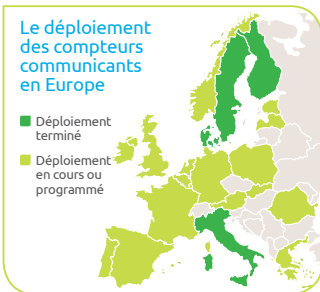 Le déploiement
des compteurs
communicants
en Europe
Déploiement
terminé
Déploiement
en cours ou
programmé